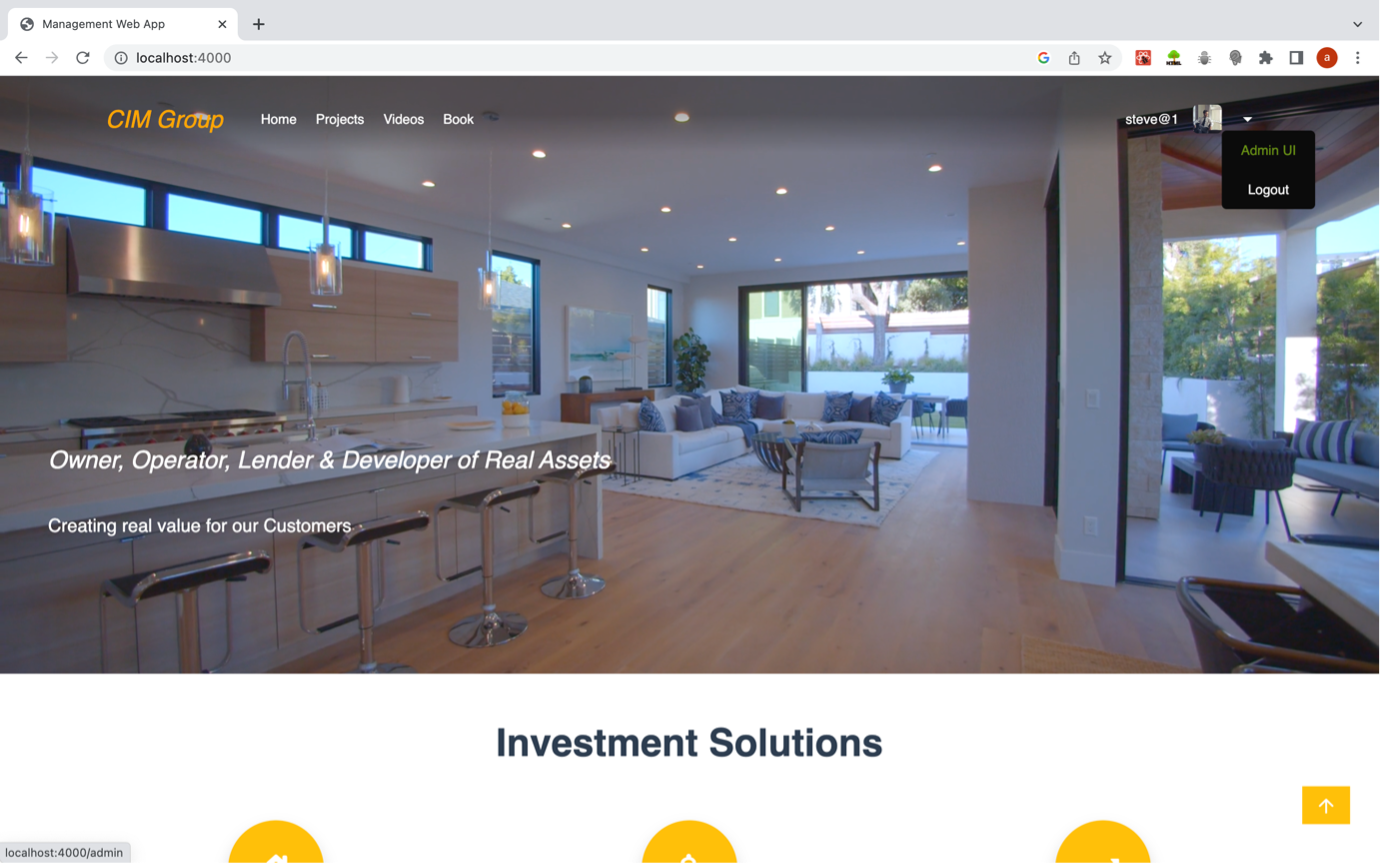 Management Web App
localhost:4000
a
CIM Group
Home
Projects
Videos
Book
steve@1
Admin UI
Logout
Owner, Operator, Lender & Developer of Real Assets
Creating real value for our Customers
Investment Solutions
localhost:4000/admin